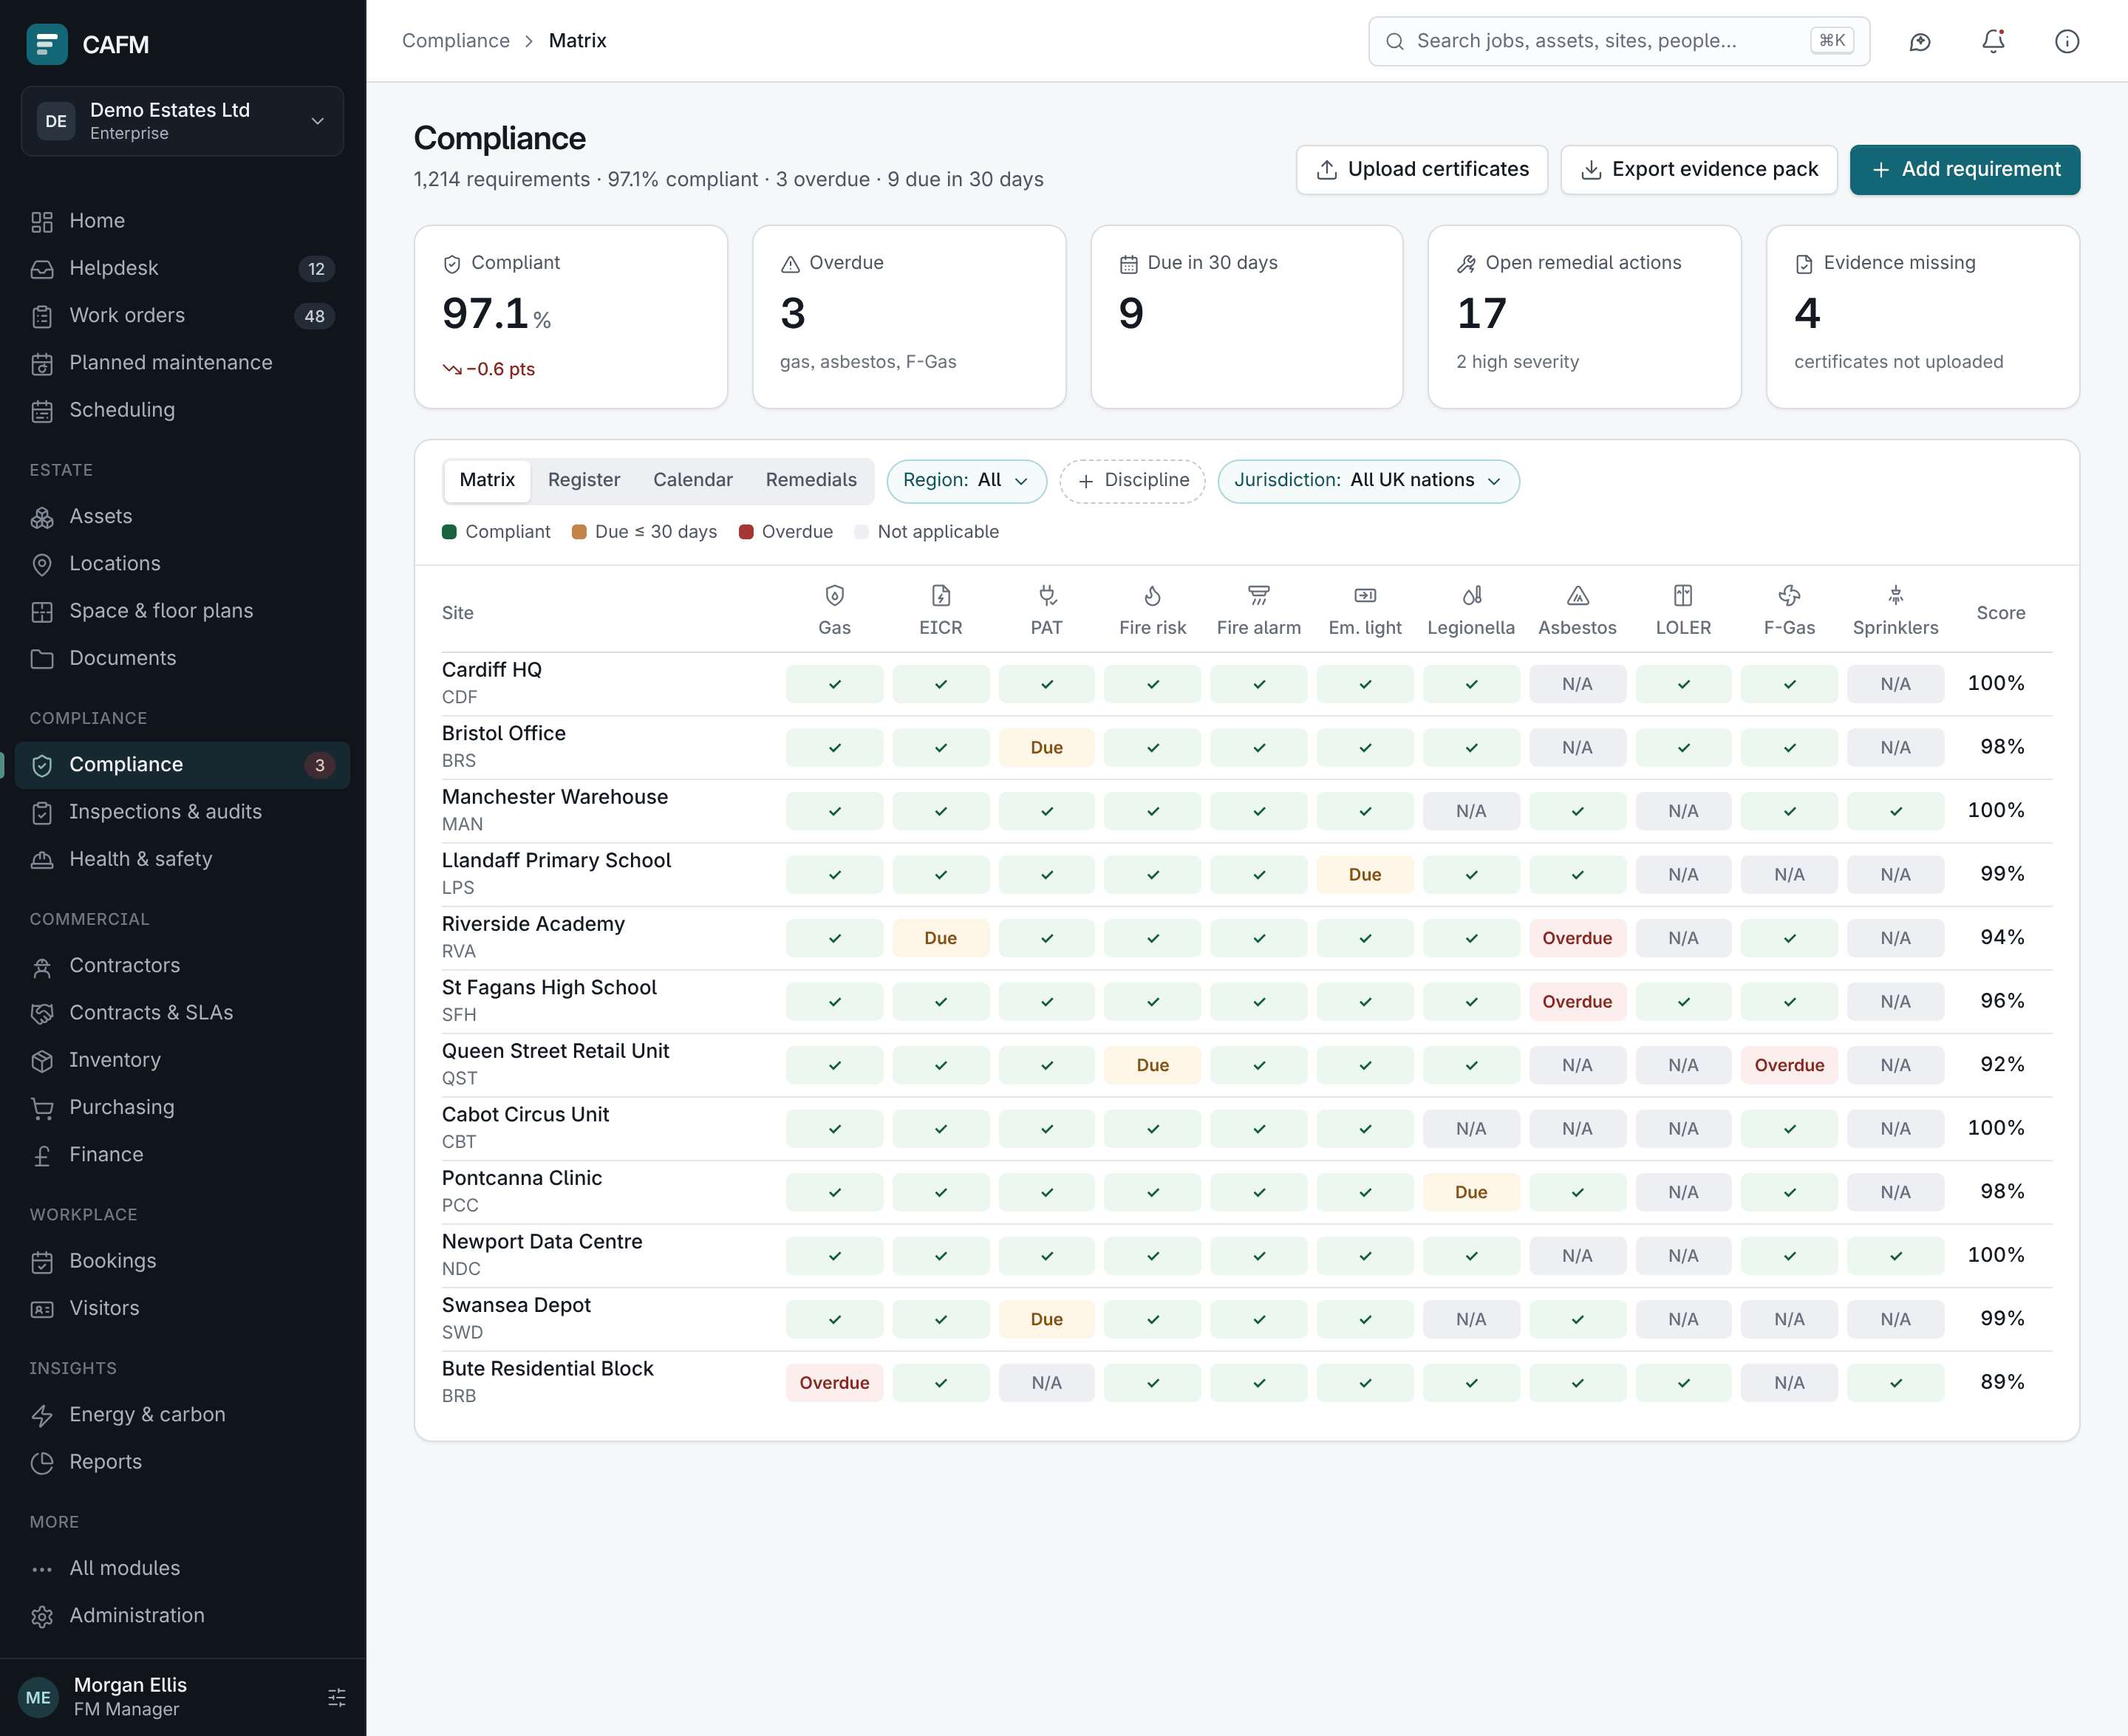 CAFM
DE
Demo Estates Ltd
Enterprise
Home
Helpdesk 12
Work orders 48
Planned maintenance
Scheduling
ESTATE
Assets
Locations
Space & floor plans
Documents
COMPLIANCE
Compliance 3
Inspections & audits
Health & safety
COMMERCIAL
Contractors
Contracts & SLAs
Inventory
Purchasing
Finance
WORKPLACE
Bookings
Visitors
INSIGHTS
Energy & carbon
Reports
MORE
All modules
Administration
ME
Morgan Ellis
FM Manager
Compliance > Matrix
Search jobs, assets, sites, people... ⌘K
Compliance
1,214 requirements · 97.1% compliant · 3 overdue · 9 due in 30 days
Upload certificates
Export evidence pack
+ Add requirement
Compliant
97.1%
−0.6 pts
Overdue
3
gas, asbestos, F-Gas
Due in 30 days
9
Open remedial actions
17
2 high severity
Evidence missing
4
certificates not uploaded
Matrix Register Calendar Remedials Region: All + Discipline Jurisdiction: All UK nations
Compliant Due ≤ 30 days Overdue Not applicable
Site Gas EICR PAT Fire risk Fire alarm Em. light Legionella Asbestos LOLER F-Gas Sprinklers Score
Cardiff HQ
CDF
✓ ✓ ✓ ✓ ✓ ✓ ✓ N/A ✓ ✓ N/A 100%
Bristol Office
BRS
✓ ✓ Due ✓ ✓ ✓ ✓ N/A ✓ ✓ N/A 98%
Manchester Warehouse
MAN
✓ ✓ ✓ ✓ ✓ ✓ N/A ✓ N/A ✓ ✓ 100%
Llandaff Primary School
LPS
✓ ✓ ✓ ✓ ✓ Due ✓ ✓ N/A N/A N/A 99%
Riverside Academy
RVA
✓ Due ✓ ✓ ✓ ✓ ✓ Overdue N/A ✓ N/A 94%
St Fagans High School
SFH
✓ ✓ ✓ ✓ ✓ ✓ ✓ Overdue ✓ ✓ N/A 96%
Queen Street Retail Unit
QST
✓ ✓ ✓ Due ✓ ✓ ✓ N/A N/A Overdue N/A 92%
Cabot Circus Unit
CBT
✓ ✓ ✓ ✓ ✓ ✓ N/A N/A N/A ✓ N/A 100%
Pontcanna Clinic
PCC
✓ ✓ ✓ ✓ ✓ ✓ Due ✓ N/A ✓ N/A 98%
Newport Data Centre
NDC
✓ ✓ ✓ ✓ ✓ ✓ ✓ N/A N/A ✓ ✓ 100%
Swansea Depot
SWD
✓ ✓ Due ✓ ✓ ✓ N/A ✓ N/A N/A N/A 99%
Bute Residential Block
BRB
Overdue ✓ N/A ✓ ✓ ✓ ✓ ✓ ✓ N/A ✓ 89%